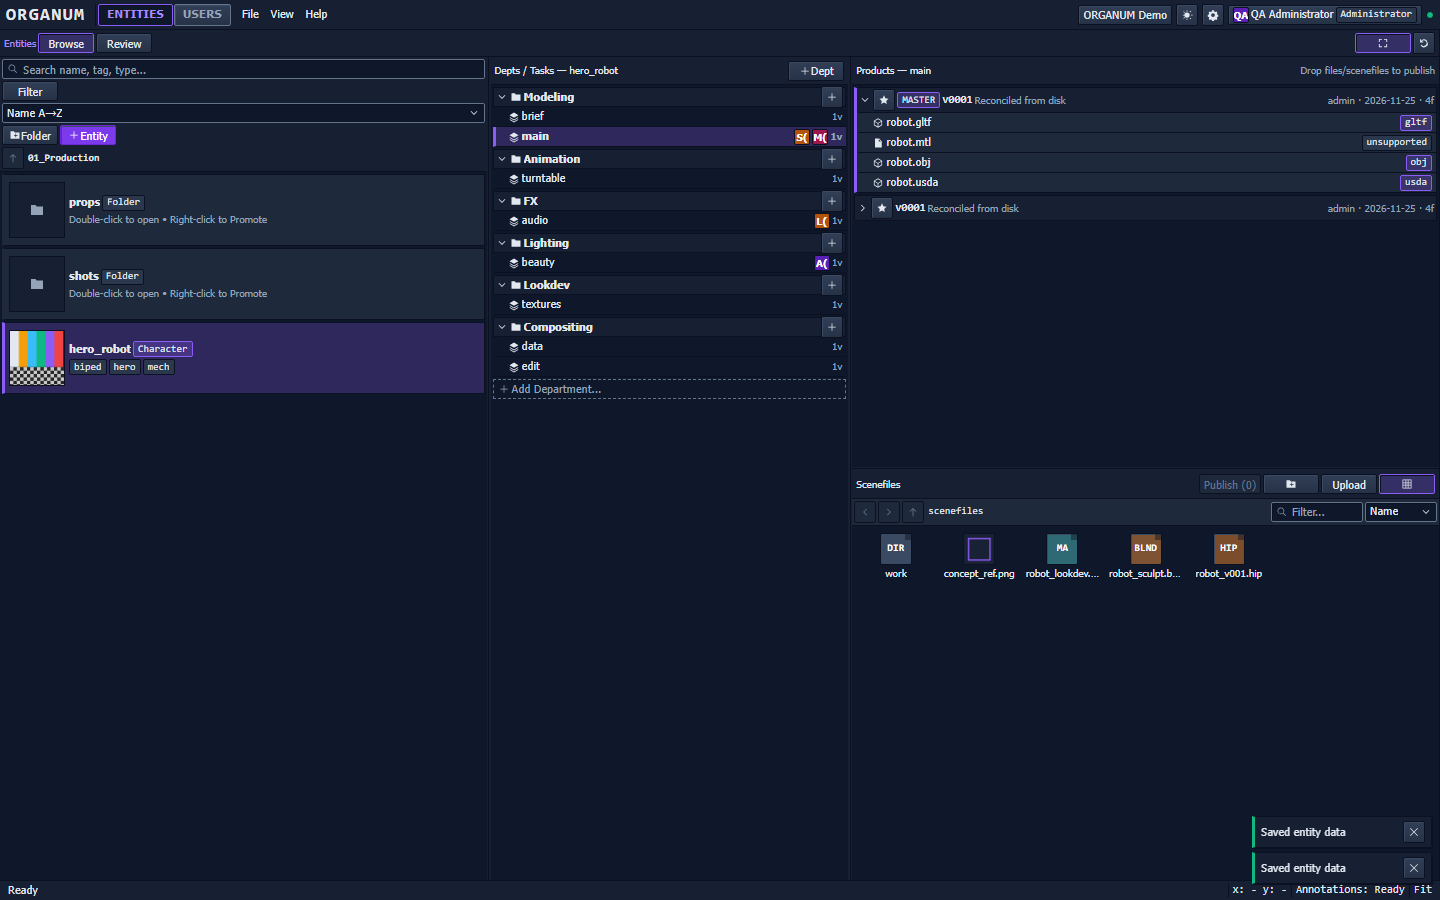 ORGANUM ENTITIES USERS File View Help ORGANUM Demo QA QA Administrator Administrator
Entities Browse Review
Search name, tag, type...
Filter
Name A→Z
Folder + Entity
01_Production
props Folder
Double-click to open • Right-click to Promote
shots Folder
Double-click to open • Right-click to Promote
hero_robot Character
biped hero mech
Depts / Tasks — hero_robot + Dept
Modeling
brief 1v
main S( M( 1v
Animation
turntable 1v
FX
audio L( 1v
Lighting
beauty A( 1v
Lookdev
textures 1v
Compositing
data 1v
edit 1v
+ Add Department...
Products — main Drop files/scenefiles to publish
MASTER v0001 Reconciled from disk admin · 2026-11-25 · 4f
robot.gltf gltf
robot.mtl unsupported
robot.obj obj
robot.usda usda
v0001 Reconciled from disk admin · 2026-11-25 · 4f
Scenefiles Publish (0) Upload
scenefiles Filter... Name
DIR MA BLND HIP
work concept_ref.png robot_lookdev.... robot_sculpt.b... robot_v001.hip
Saved entity data
Saved entity data
Ready x: - y: - Annotations: Ready Fit